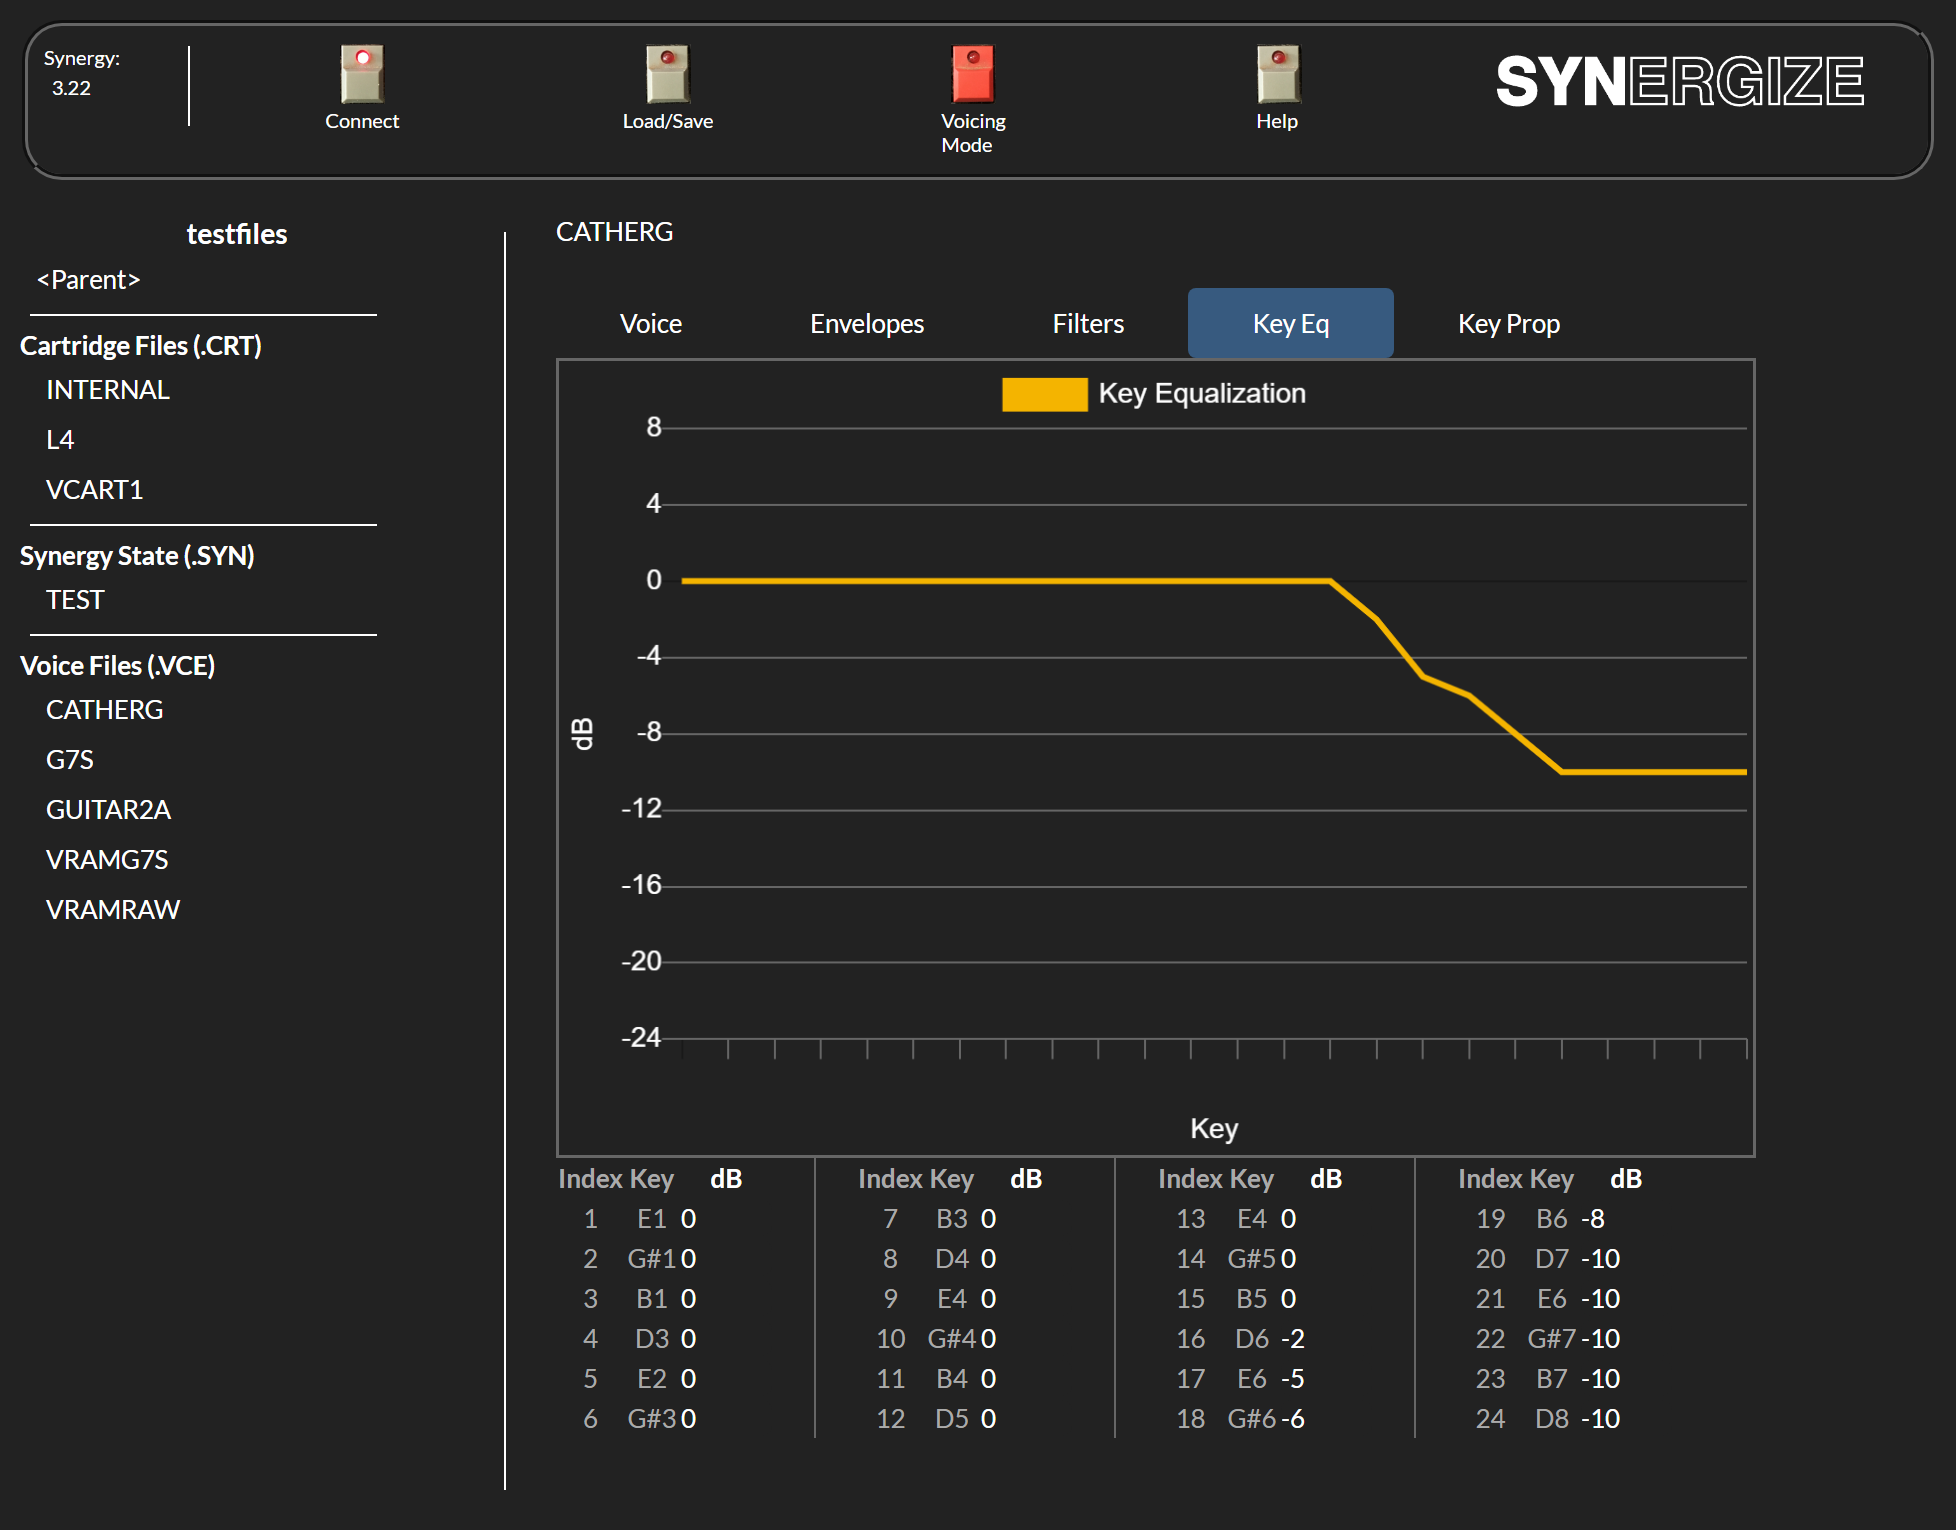 Synergy:
3.22
Connect
Load/Save
Voicing
Mode
Help
SYNERGIZE
testfiles
<Parent>
Cartridge Files (.CRT)
INTERNAL
L4
VCART1
Synergy State (.SYN)
TEST
Voice Files (.VCE)
CATHERG
G7S
GUITAR2A
VRAMG7S
VRAMRAW
CATHERG
Voice Envelopes Filters Key Eq Key Prop
Key Equalization
8
4
0
-4
-8
-12
-16
-20
-24
dB
Key
Index Key dB Index Key dB Index Key dB Index Key dB
1 E1 0 7 B3 0 13 E4 0 19 B6 -8
2 G#1 0 8 D4 0 14 G#5 0 20 D7 -10
3 B1 0 9 E4 0 15 B5 0 21 E6 -10
4 D3 0 10 G#4 0 16 D6 -2 22 G#7 -10
5 E2 0 11 B4 0 17 E6 -5 23 B7 -10
6 G#3 0 12 D5 0 18 G#6 -6 24 D8 -10